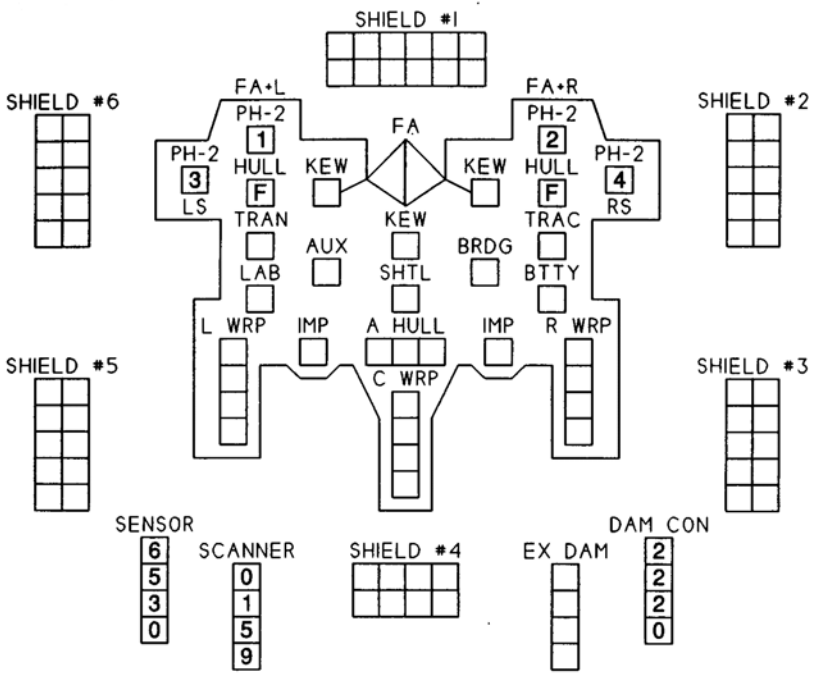 SHIELD #1
FA+L
FA+R
SHIELD #6
SHIELD #2
PH-2
FA
PH-2
1
2
PH-2
HULL
KEW
KEW
HULL
PH-2
3
F
F
4
LS
TRAN
KEW
TRAC
RS
AUX
BRDG
LAB
SHTL
BTTY
L WRP
IMP
A HULL
IMP
R WRP
SHIELD #5
C WRP
SHIELD #3
SENSOR
6
5
3
0
SCANNER
0
1
5
9
SHIELD #4
EX DAM
DAM CON
2
2
2
0